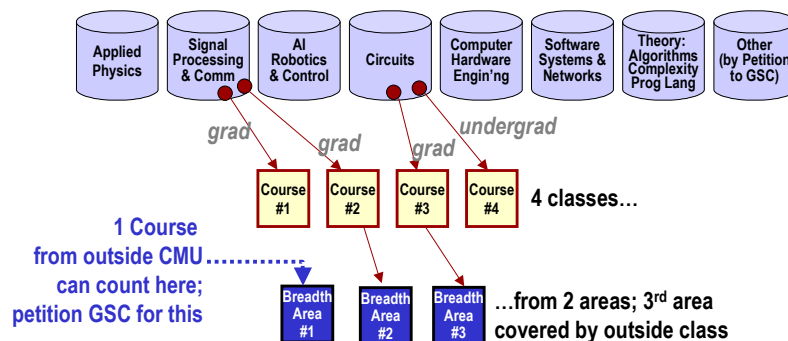 Applied
Physics
Signal
Processing
& Comm
AI
Robotics
& Control
Circuits
Computer
Hardware
Engin'ng
Software
Systems &
Networks
Theory:
Algorithms
Complexity
Prog Lang
Other
(by Petition
to GSC)
grad
grad
grad
undergrad
Course
#1
Course
#2
Course
#3
Course
#4
4 classes…
1 Course
from outside CMU
can count here;
petition GSC for this
Breadth
Area
#1
Breadth
Area
#2
Breadth
Area
#3
…from 2 areas; 3rd area
covered by outside class